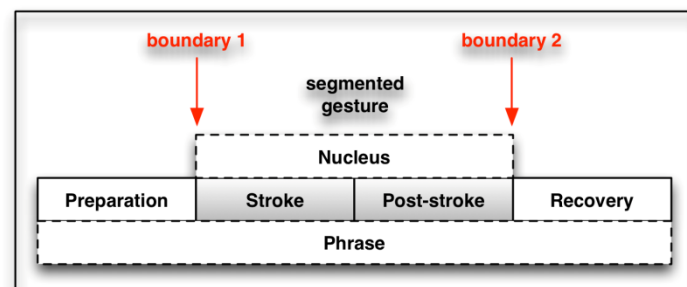 boundary 1
boundary 2
segmented
gesture
Nucleus
Preparation
Stroke
Post-stroke
Recovery
Phrase